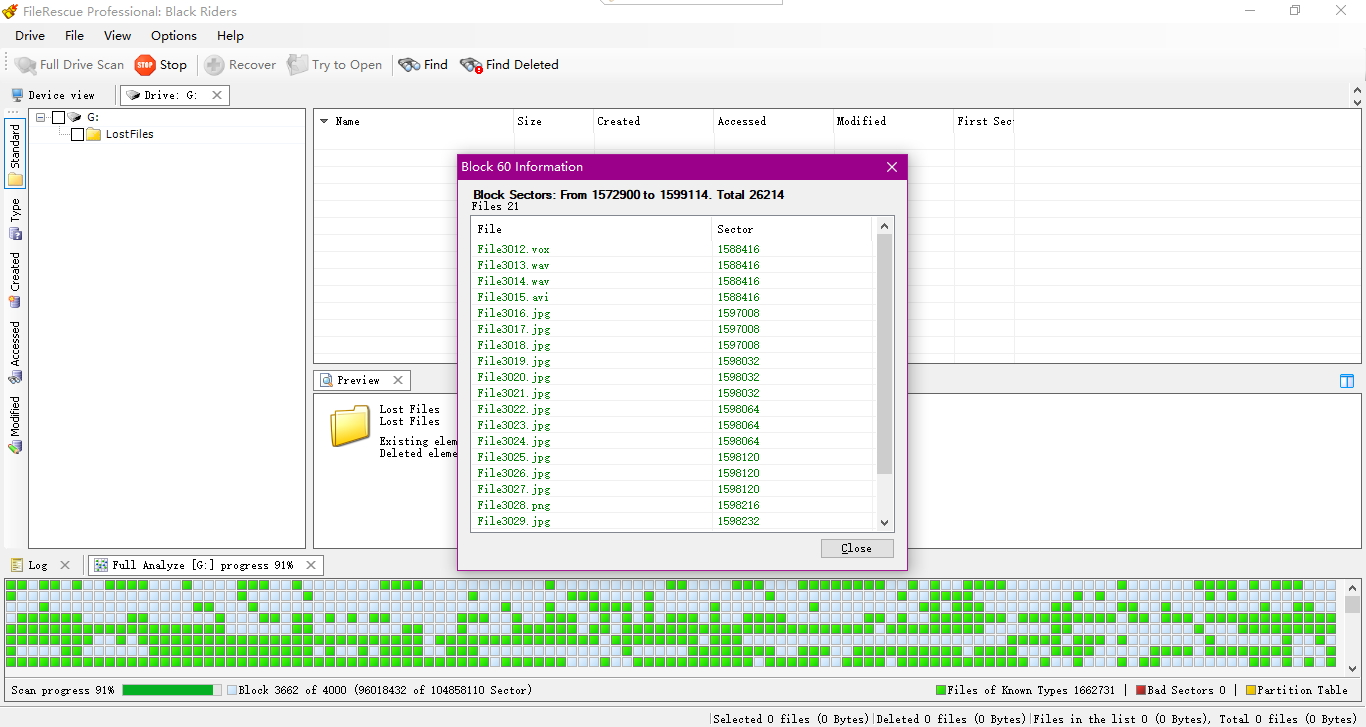 FileRescue Professional: Black Riders
Drive File View Options Help
Full Drive Scan STOP Stop Recover Try to Open Find Find Deleted
Device view Drive: G:
Standard
Type
Created
Accessed
Modified
G:
LostFiles
Name Size Created Accessed Modified First Sec
Block 60 Information
Block Sectors: From 1572900 to 1599114. Total 26214
Files 21
File Sector
File3012.vox 1588416
File3013.wav 1588416
File3014.wav 1588416
File3015.avi 1588416
File3016.jpg 1597008
File3017.jpg 1597008
File3018.jpg 1597008
File3019.jpg 1598032
File3020.jpg 1598032
File3021.jpg 1598032
File3022.jpg 1598064
File3023.jpg 1598064
File3024.jpg 1598064
File3025.jpg 1598120
File3026.jpg 1598120
File3027.jpg 1598120
File3028.png 1598216
File3029.jpg 1598232
Close
Preview
Lost Files
Lost Files
Existing elem
Deleted eleme
Log Full Analyze [G:] progress 91%
Scan progress 91% Block 3662 of 4000 (96018432 of 104858110 Sector) Files of Known Types 1662731 | Bad Sectors 0 | Partition Table
Selected 0 files (0 Bytes) Deleted 0 files (0 Bytes) Files in the list 0 (0 Bytes), Total 0 files (0 Bytes)